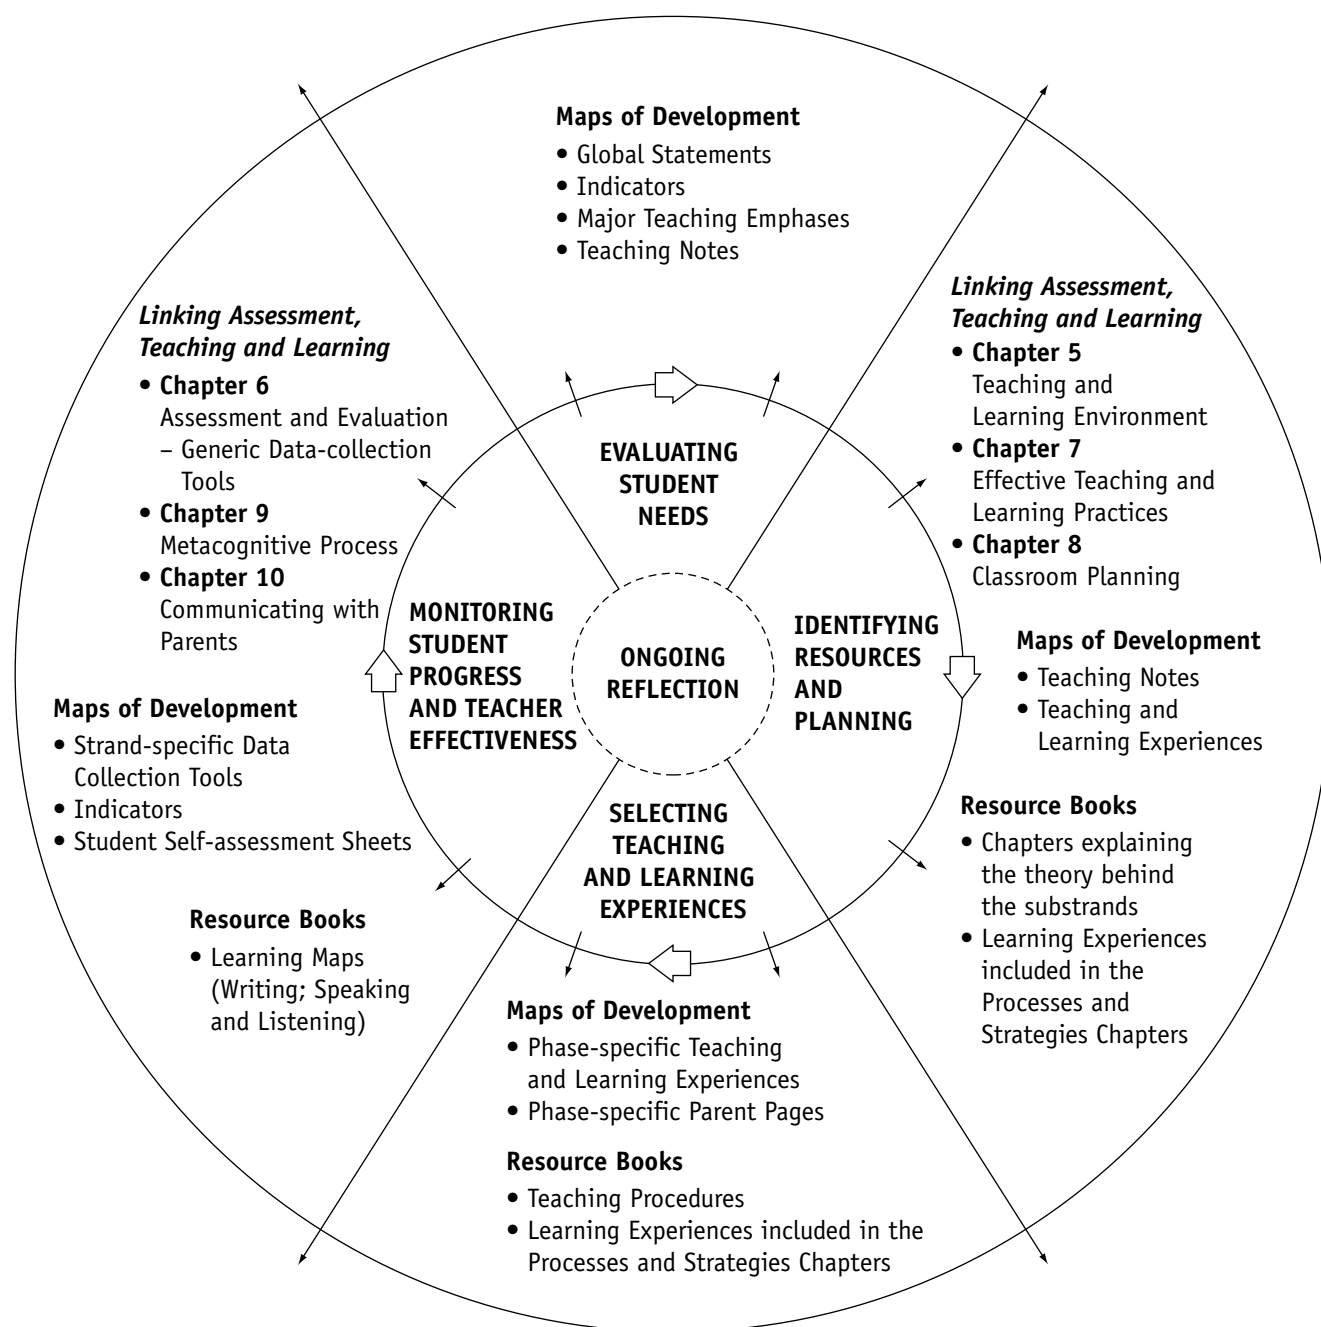 Maps of Development
• Global Statements
• Indicators
• Major Teaching Emphases
• Teaching Notes
Linking Assessment,
Teaching and Learning
• Chapter 5
Teaching and
Learning Environment
• Chapter 7
Effective Teaching and
Learning Practices
• Chapter 8
Classroom Planning
Maps of Development
• Teaching Notes
• Teaching and
Learning Experiences
Resource Books
• Chapters explaining
the theory behind
the substrands
• Learning Experiences
included in the
Processes and
Strategies Chapters
Maps of Development
• Phase-specific Teaching
and Learning Experiences
• Phase-specific Parent Pages
Resource Books
• Teaching Procedures
• Learning Experiences included in the
Processes and Strategies Chapters
Linking Assessment,
Teaching and Learning
• Chapter 6
Assessment and Evaluation
– Generic Data-collection
Tools
• Chapter 9
Metacognitive Process
• Chapter 10
Communicating with
Parents
Maps of Development
• Strand-specific Data
Collection Tools
• Indicators
• Student Self-assessment Sheets
Resource Books
• Learning Maps
(Writing; Speaking
and Listening)
EVALUATING
STUDENT
NEEDS
IDENTIFYING
RESOURCES
AND
PLANNING
SELECTING
TEACHING
AND LEARNING
EXPERIENCES
MONITORING
STUDENT
PROGRESS
AND TEACHER
EFFECTIVENESS
ONGOING
REFLECTION